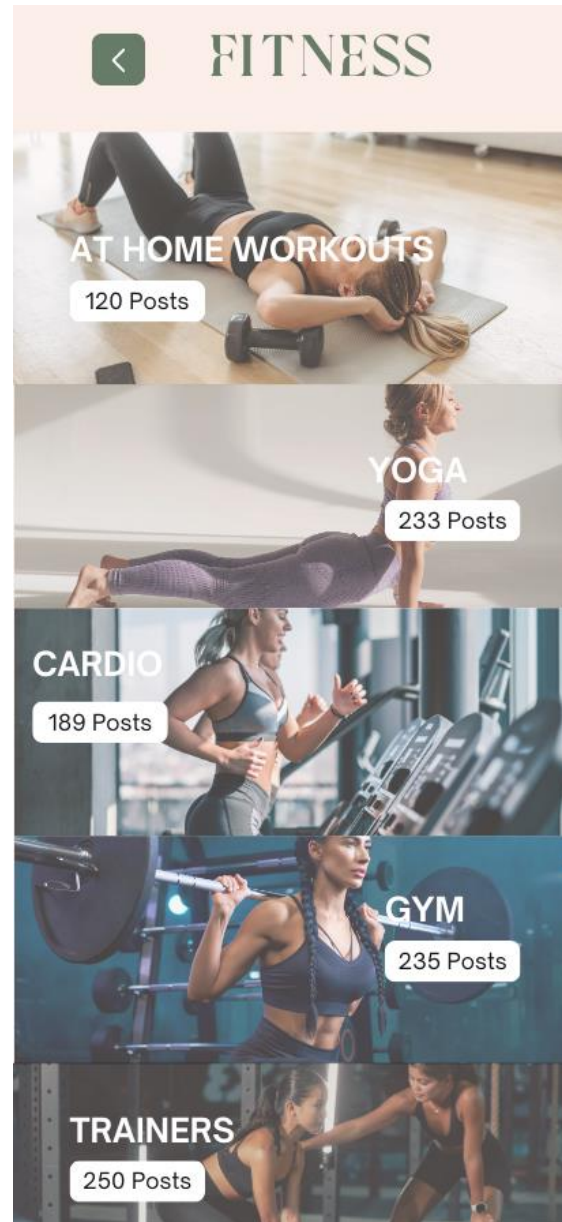 FITNESS
AT HOME WORKOUTS
120 Posts
YOGA
233 Posts
CARDIO
189 Posts
GYM
235 Posts
TRAINERS
250 Posts